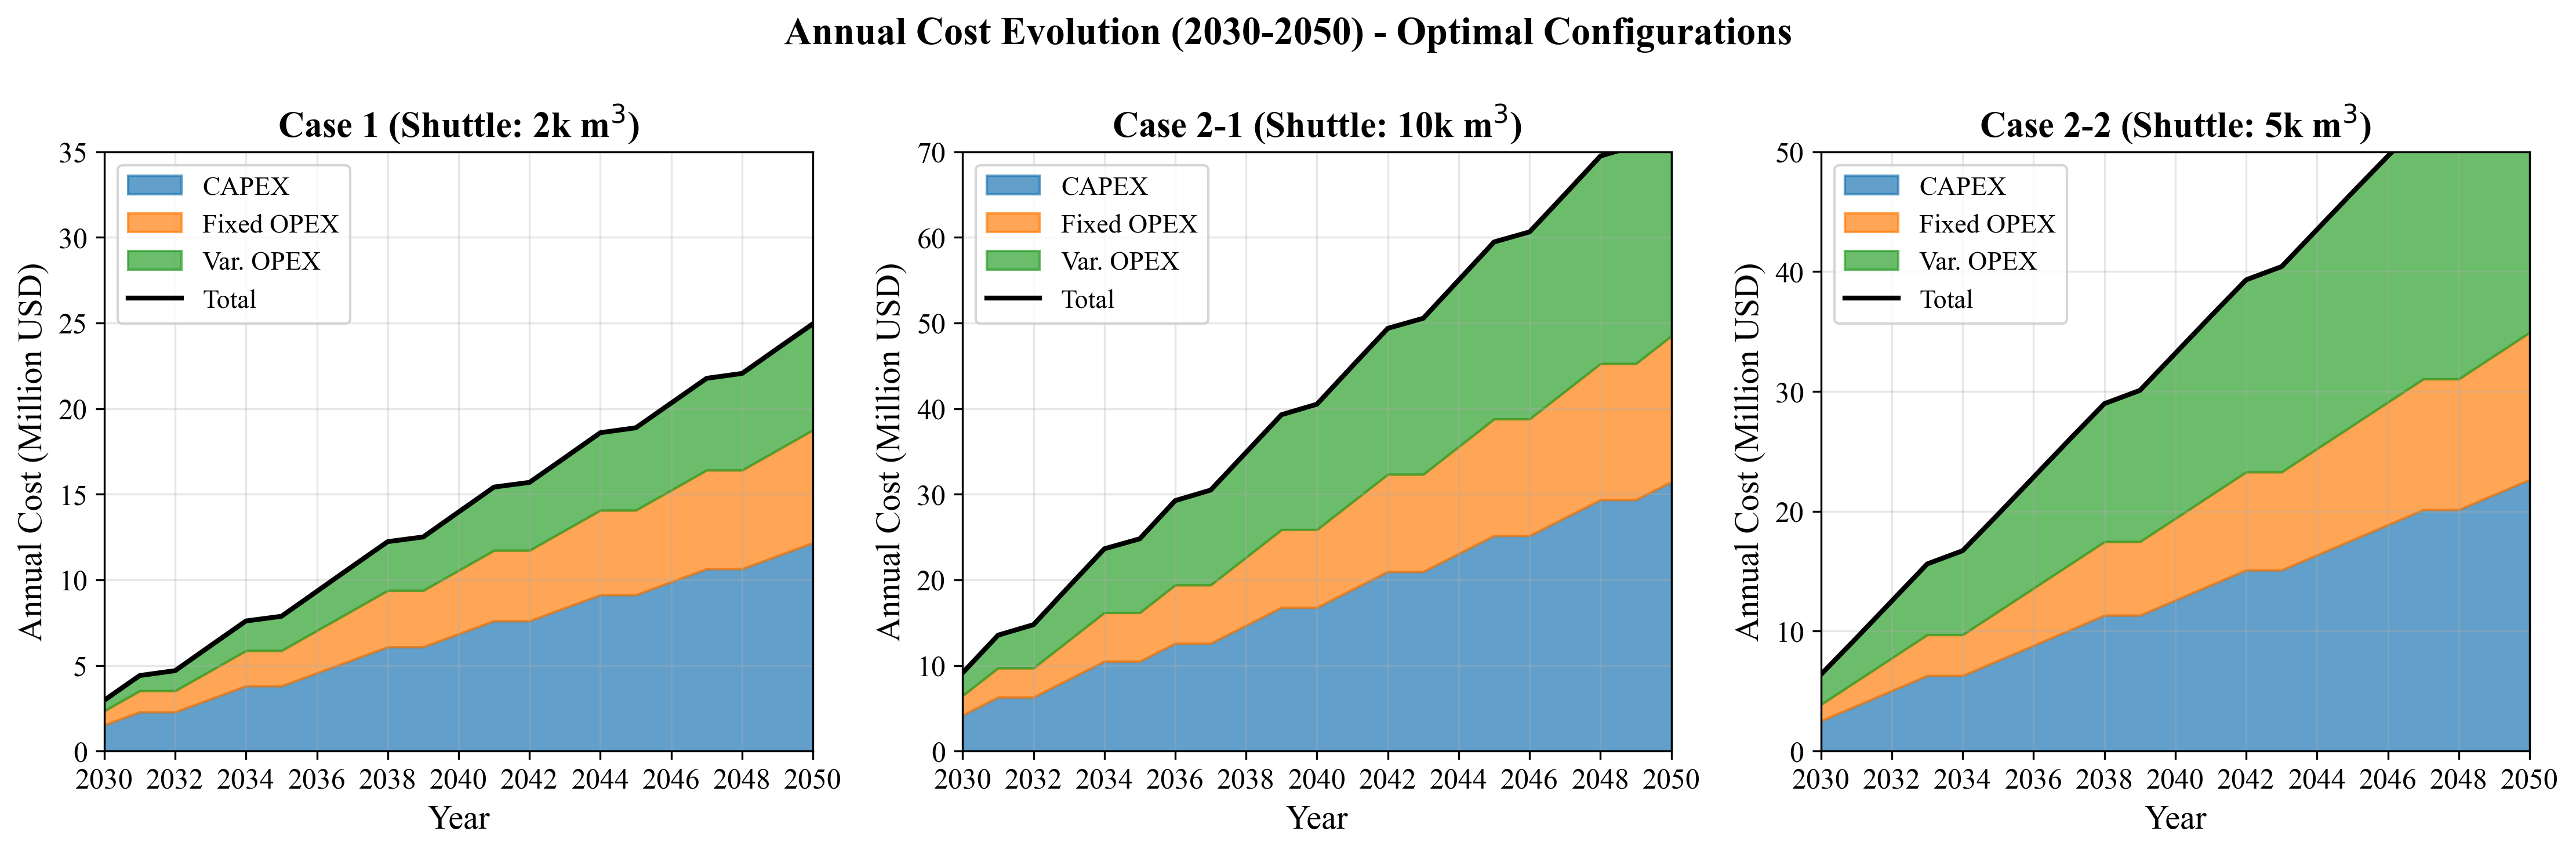 Annual Cost Evolution (2030-2050) - Optimal Configurations
Case 1 (Shuttle: 2k m³)
35
30
25
20
15
10
5
0
Annual Cost (Million USD)
CAPEX
Fixed OPEX
Var. OPEX
Total
2030 2032 2034 2036 2038 2040 2042 2044 2046 2048 2050
Year
Case 2-1 (Shuttle: 10k m³)
70
60
50
40
30
20
10
0
Annual Cost (Million USD)
CAPEX
Fixed OPEX
Var. OPEX
Total
2030 2032 2034 2036 2038 2040 2042 2044 2046 2048 2050
Year
Case 2-2 (Shuttle: 5k m³)
50
40
30
20
10
0
Annual Cost (Million USD)
CAPEX
Fixed OPEX
Var. OPEX
Total
2030 2032 2034 2036 2038 2040 2042 2044 2046 2048 2050
Year